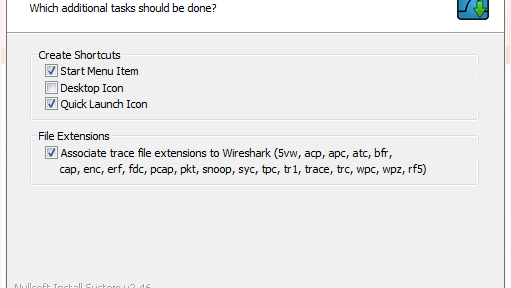 Which additional tasks should be done?
Create Shortcuts
Start Menu Item
Desktop Icon
Quick Launch Icon
File Extensions
Associate trace file extensions to Wireshark (5vw, acp, apc, atc, bfr,
cap, enc, erf, fdc, pcap, pkt, snoop, syc, tpc, tr1, trace, trc, wpc, wpz, rf5)
Nullsoft Install System v2.46